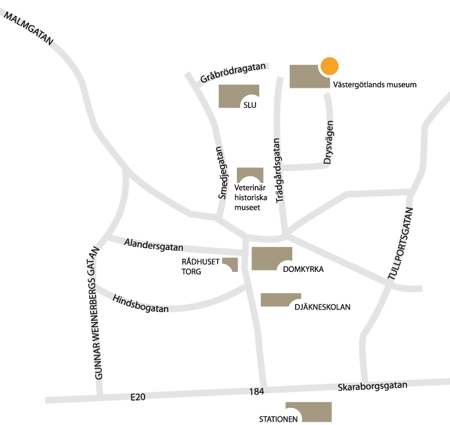 MALMGATAN
Gråbrödragatan
Västergötlands museum
SLU
Drysvägen
Smedjegatan
Trädgårdsgatan
Veterinär
historiska
museet
TULLPORTSGATAN
Alandersgatan
RÅDHUSET
TORG
DOMKYRKA
GUNNAR WENNERBERGS GATAN
Hindsbogatan
DJÄKNESKOLAN
E20
184
Skaraborgsgatan
STATIONEN